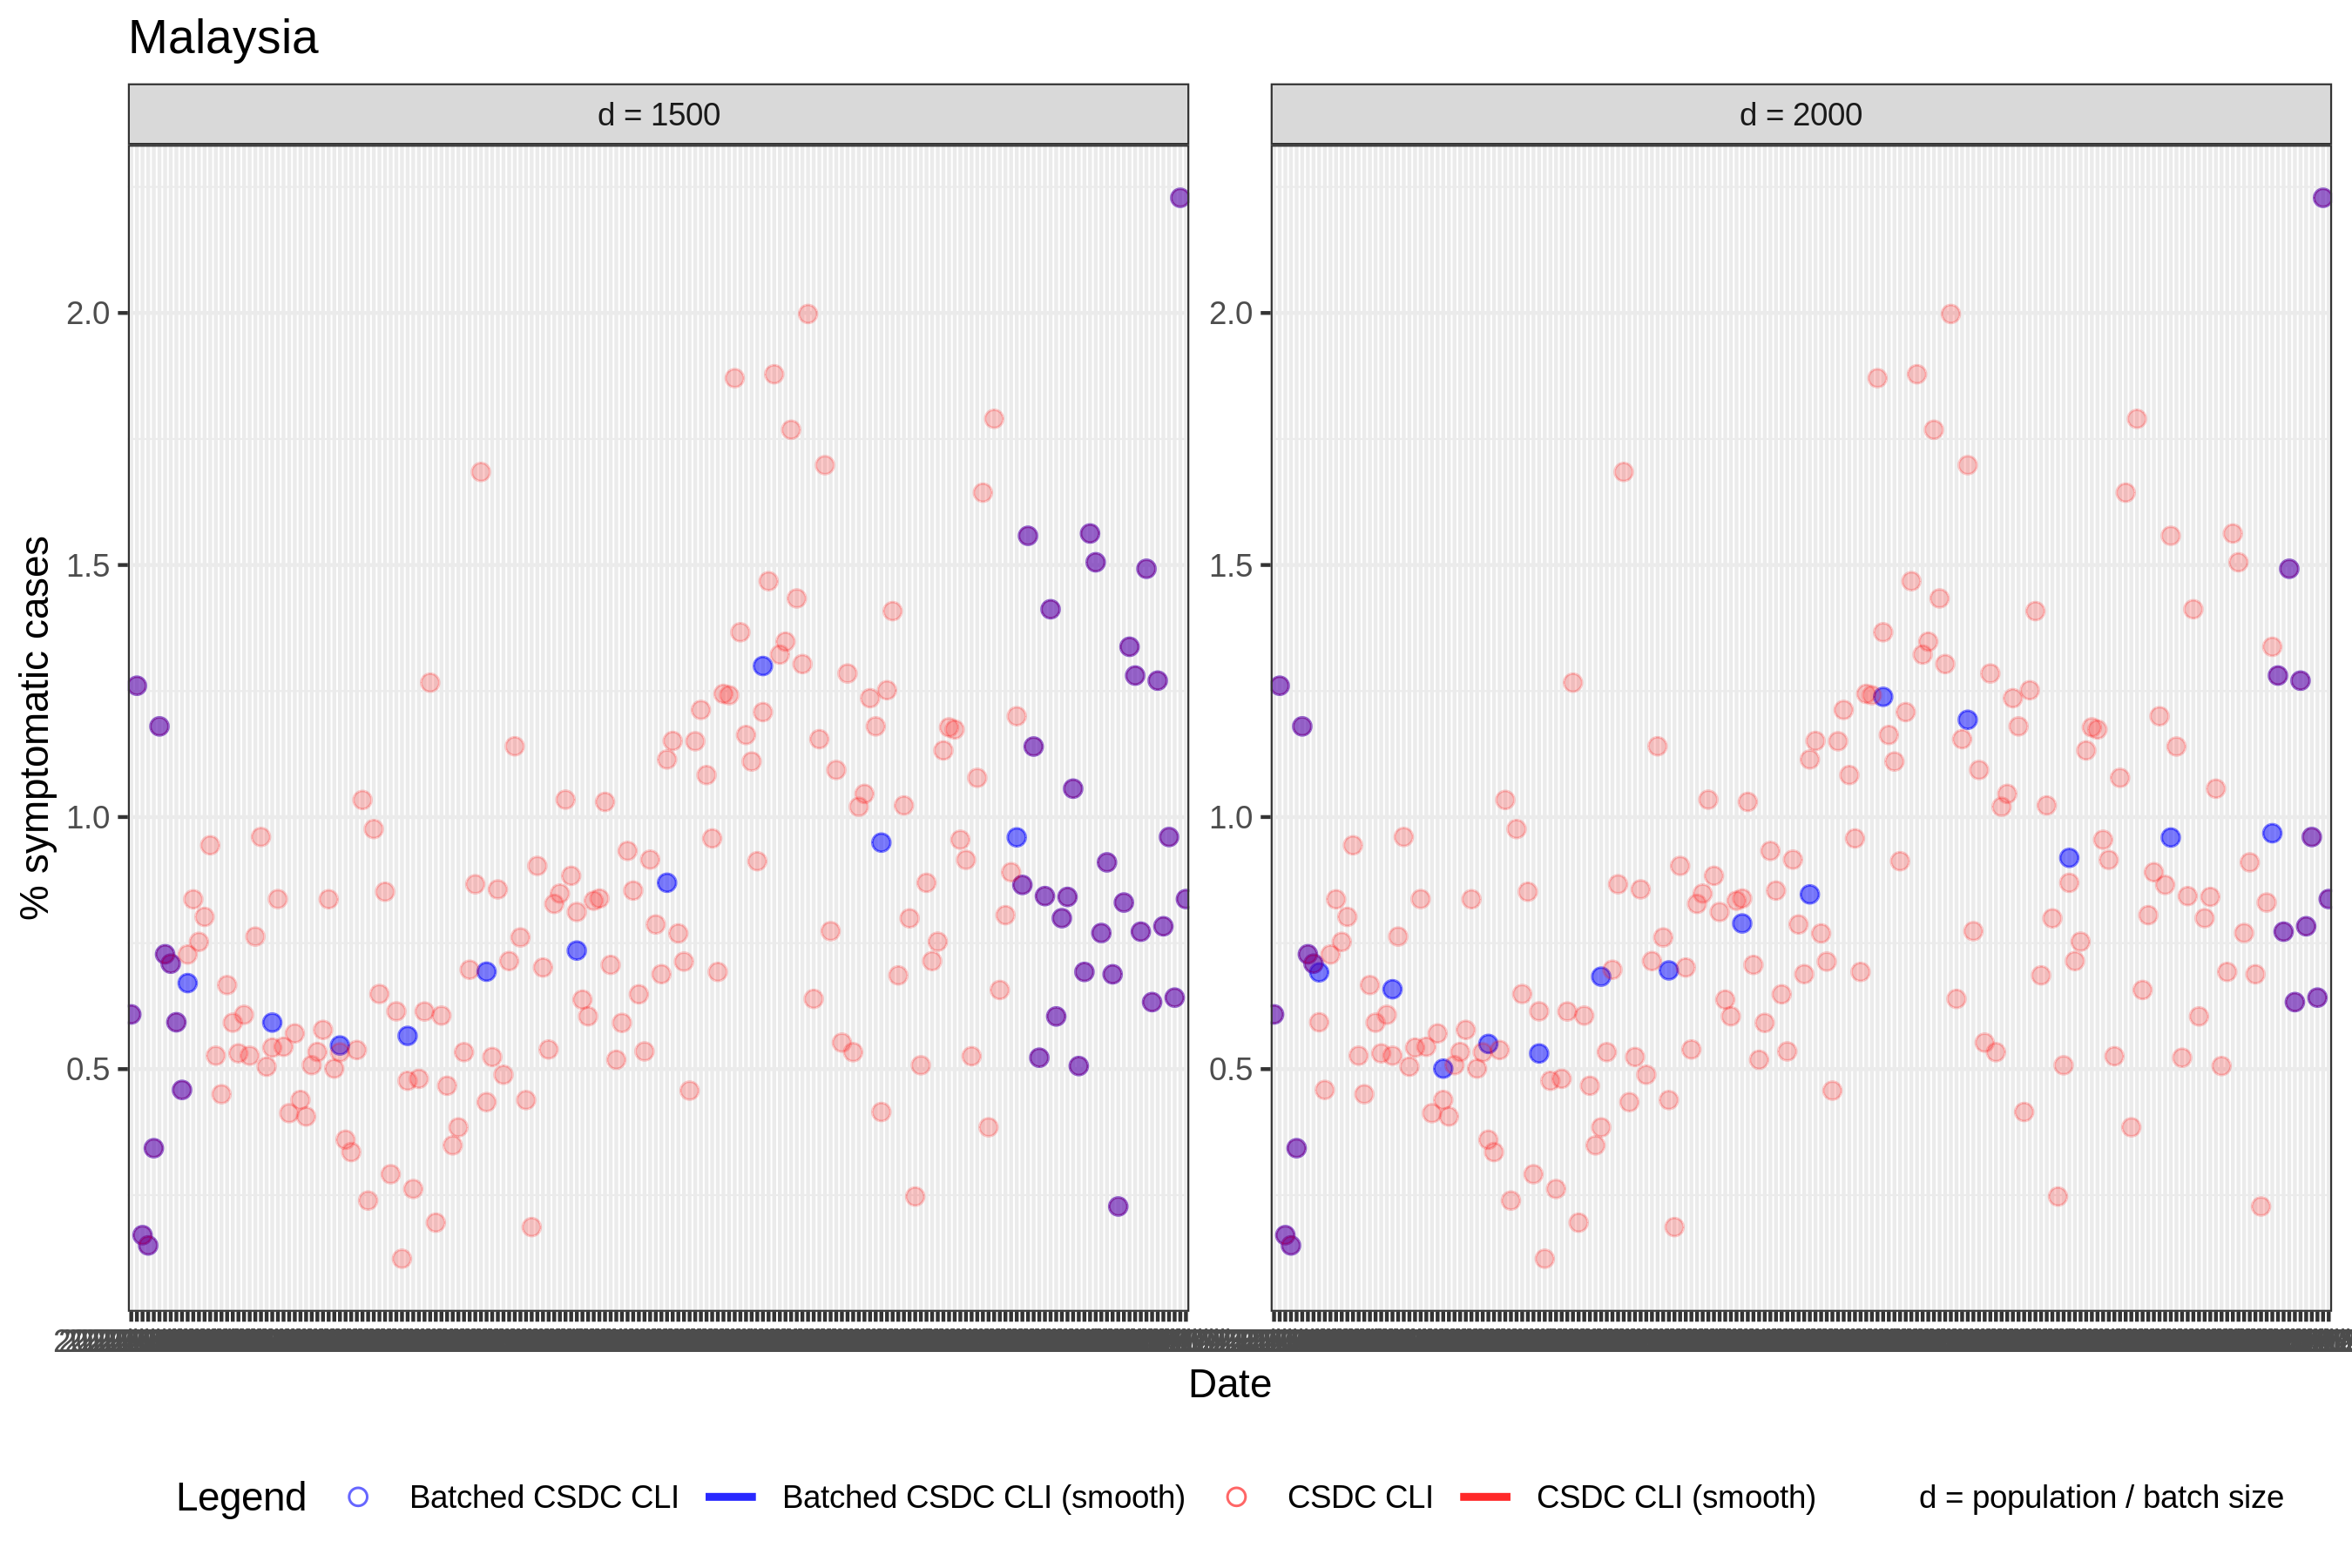 Malaysia
d = 1500
d = 2000
% symptomatic cases
2.0
1.5
1.0
0.5
2.0
1.5
1.0
0.5
Date
Legend
Batched CSDC CLI
Batched CSDC CLI (smooth)
CSDC CLI
CSDC CLI (smooth)
d = population / batch size